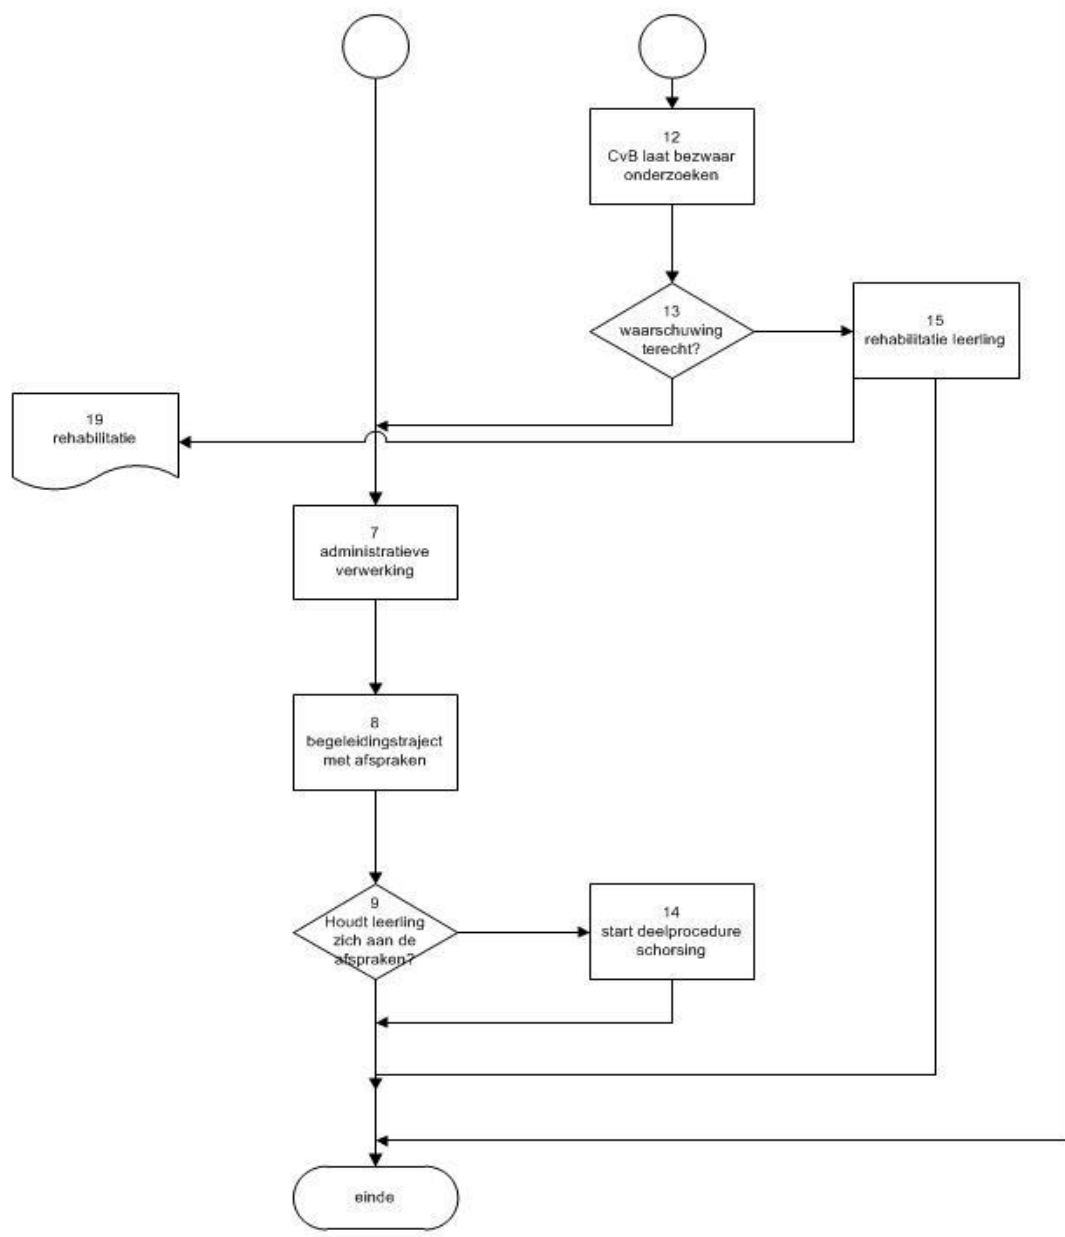 12
CvB laat bezwaar
onderzoeken
13
waarschuwing
terecht?
15
rehabilitatie leerling
19
rehabilitatie
7
administratieve
verwerking
8
begeleidingstraject
met afspraken
9
Houdt leerling
zich aan de
afspraken?
14
start deelprocedure
schorsing
einde